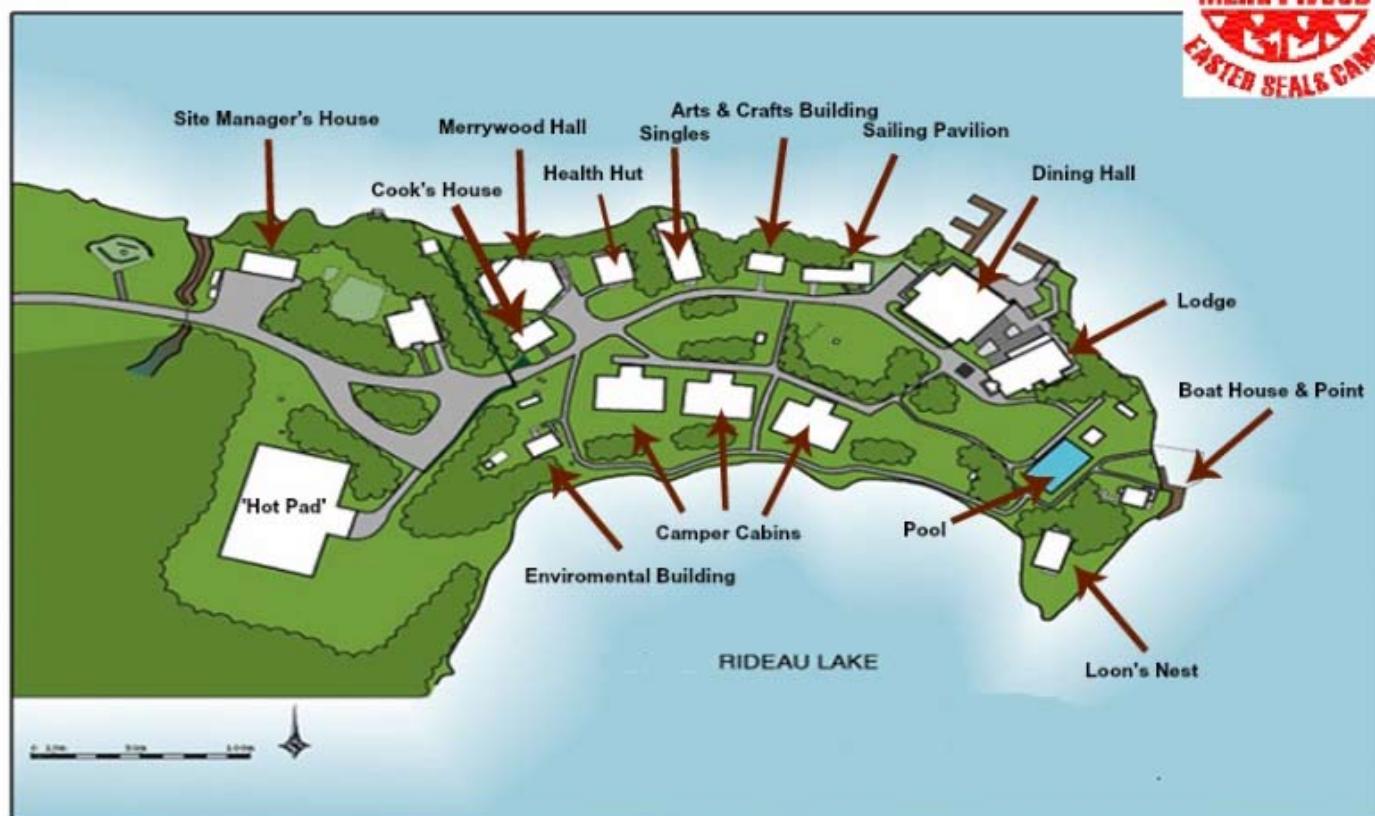 EASTER SEALS CAMP
Arts & Crafts Building
Site Manager's House
Merrywood Hall
Singles
Sailing Pavilion
Cook's House
Health Hut
Dining Hall
Lodge
Boat House & Point
'Hot Pad'
Camper Cabins
Pool
Enviromental Building
RIDEAU LAKE
Loon's Nest
100m